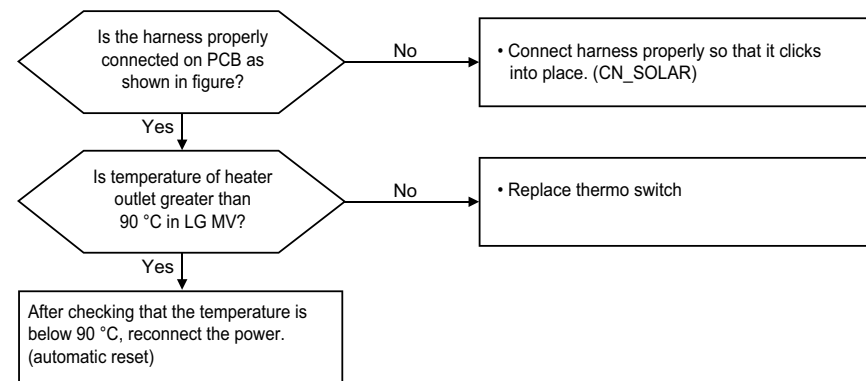 Is the harness properly
connected on PCB as
shown in figure?
No
• Connect harness properly so that it clicks
into place. (CN_SOLAR)
Yes
Is temperature of heater
outlet greater than
90 °C in LG MV?
No
• Replace thermo switch
Yes
After checking that the temperature is
below 90 °C, reconnect the power.
(automatic reset)